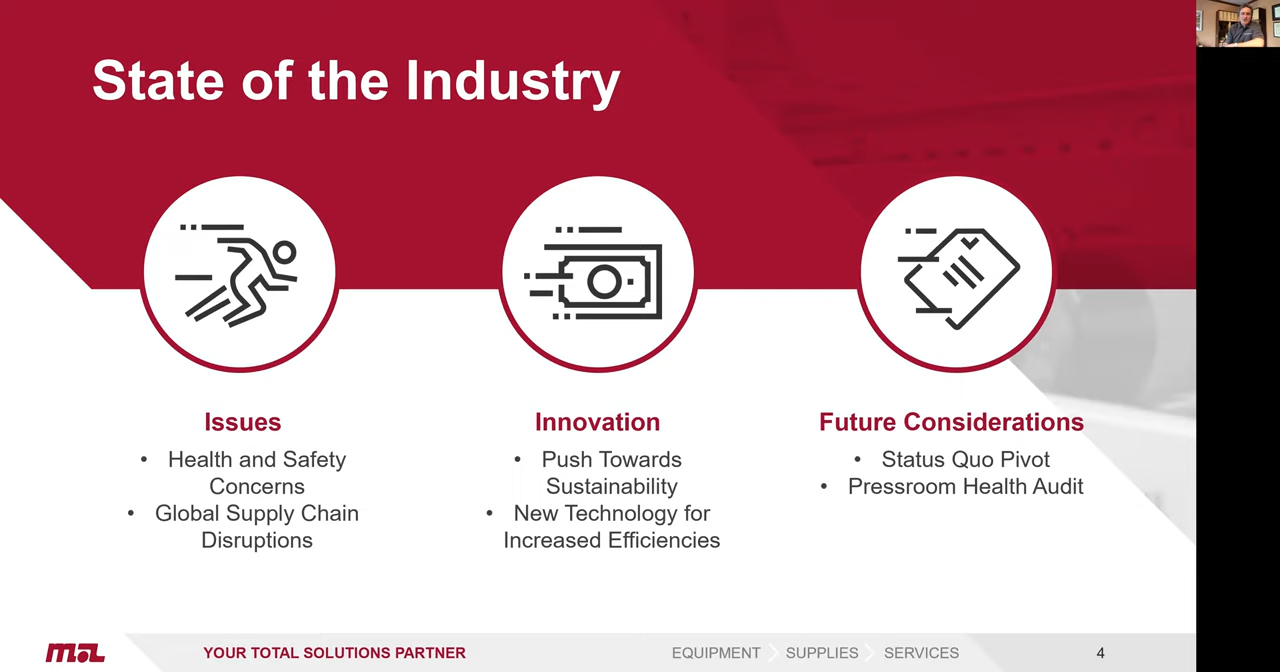 State of the Industry
Issues
• Health and Safety
Concerns
• Global Supply Chain
Disruptions
Innovation
• Push Towards
Sustainability
• New Technology for
Increased Efficiencies
Future Considerations
• Status Quo Pivot
• Pressroom Health Audit
YOUR TOTAL SOLUTIONS PARTNER
EQUIPMENT SUPPLIES SERVICES
4